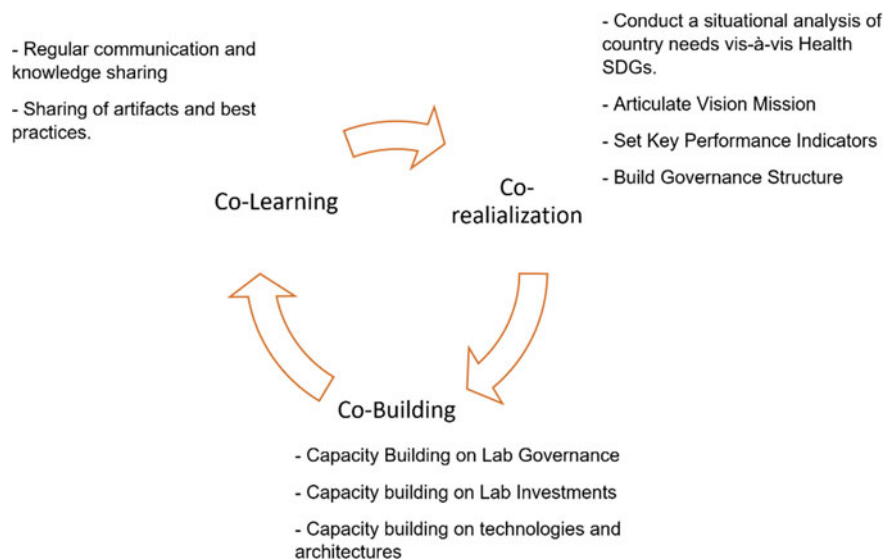 - Regular communication and
knowledge sharing
- Sharing of artifacts and best
practices.
- Conduct a situational analysis of
country needs vis-à-vis Health
SDGs.
- Articulate Vision Mission
- Set Key Performance Indicators
- Build Governance Structure
Co-Learning
Co-
realialization
Co-Building
- Capacity Building on Lab Governance
- Capacity building on Lab Investments
- Capacity building on technologies and
architectures